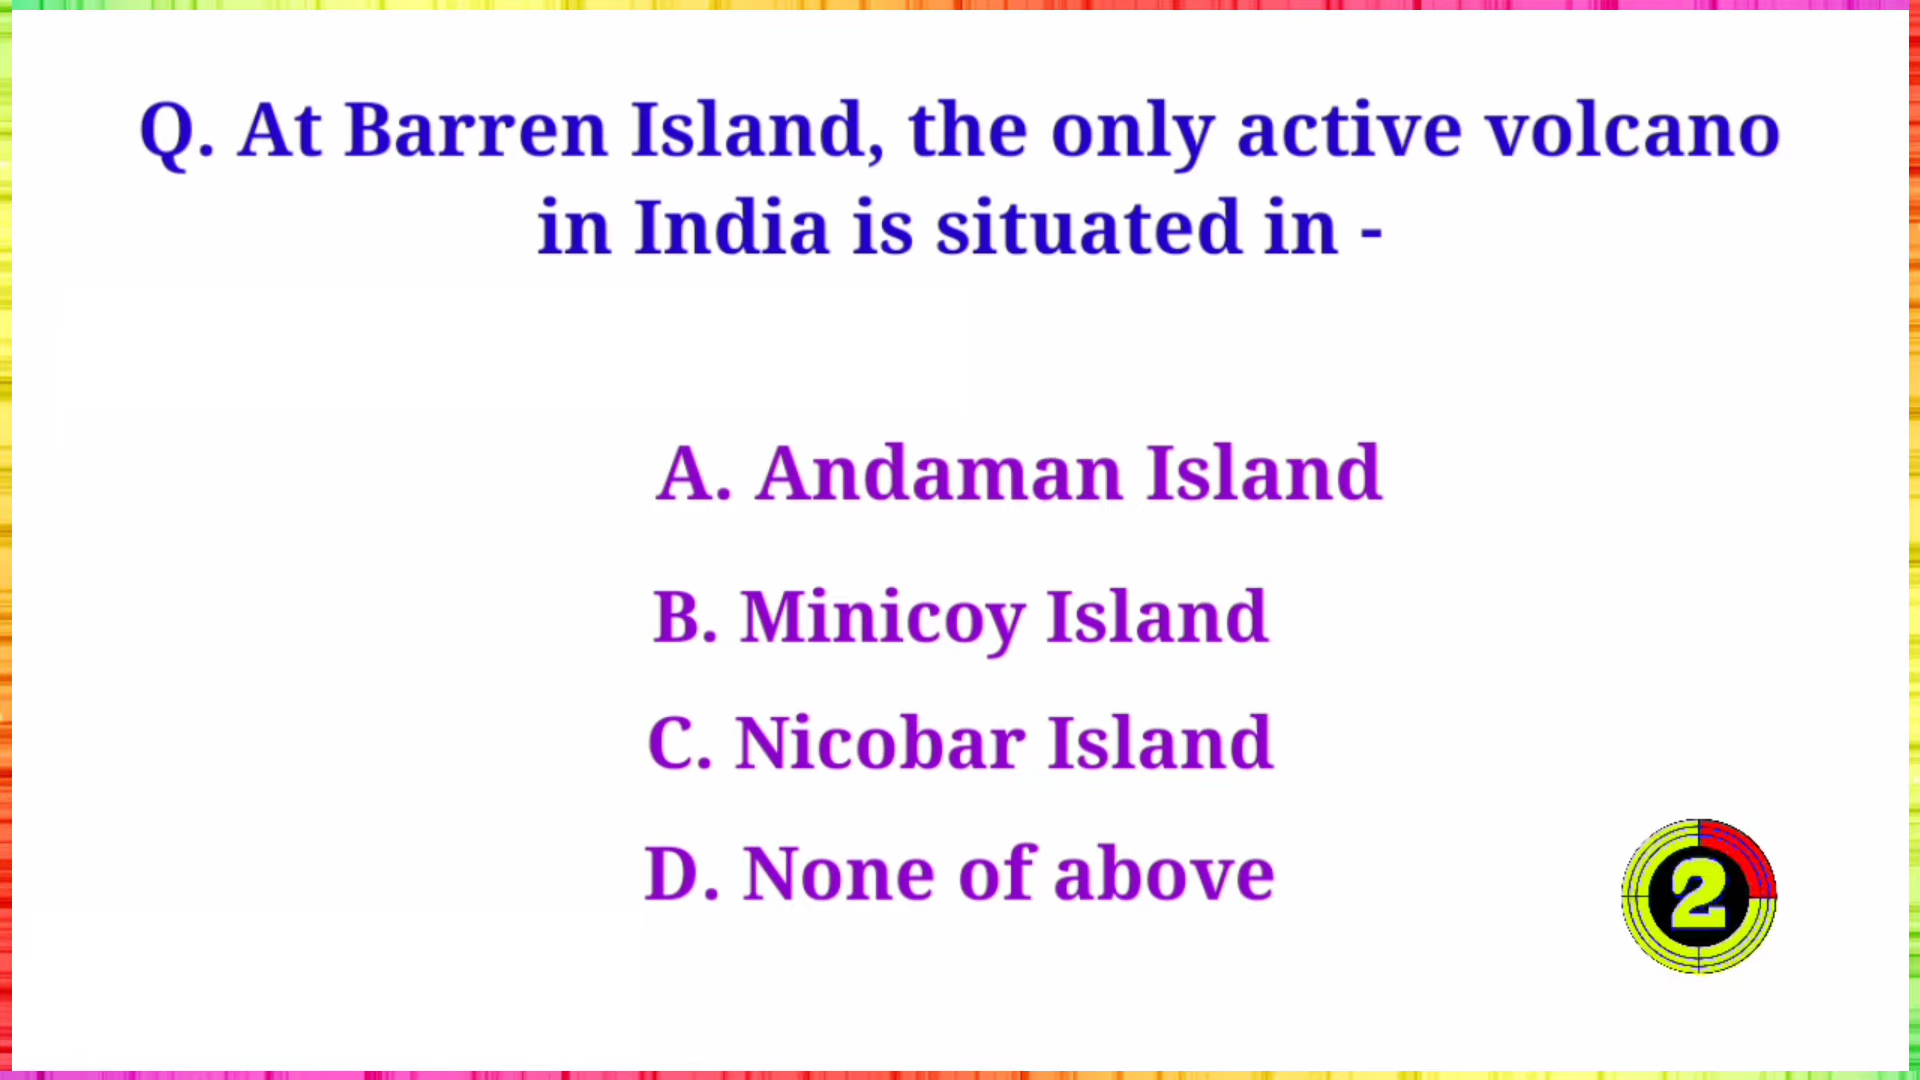 Q. At Barren Island, the only active volcano
in India is situated in -
A. Andaman Island
B. Minicoy Island
C. Nicobar Island
D. None of above
2